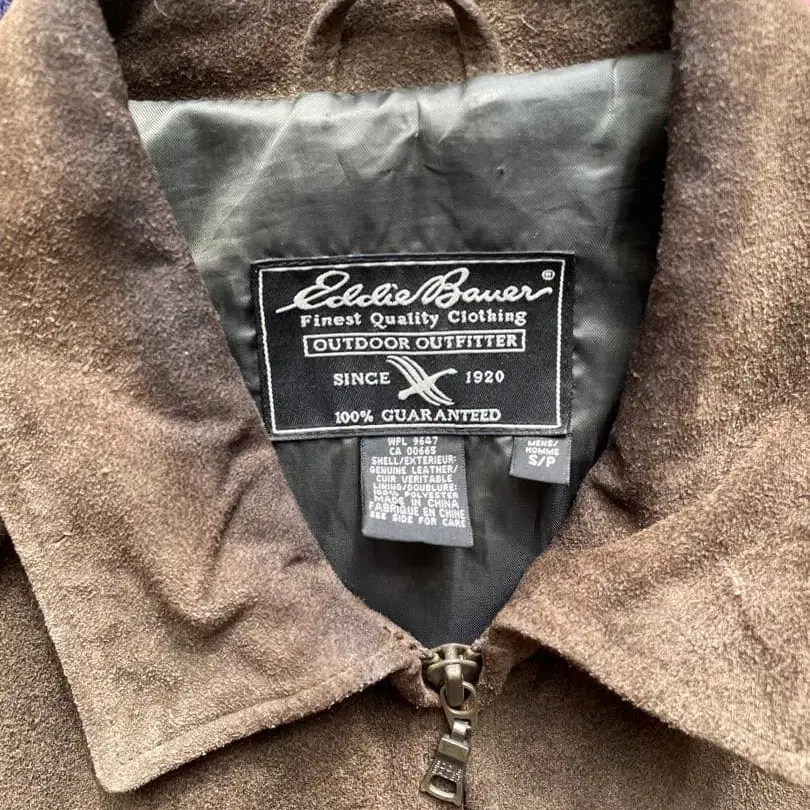 Eddie Bauer®
Finest Quality Clothing
OUTDOOR OUTFITTER
SINCE 1920
100% GUARANTEED
WPL 9647
CA 00665
SHELL/EXTERIEUR:
GENUINE LEATHER/
CUIR VERITABLE
LINING/DOUBLURE:
100% POLYESTER
MADE IN CHINA
FABRIQUE EN CHINE
SEE SIDE FOR CARE
MENS/
HOMME
S/P